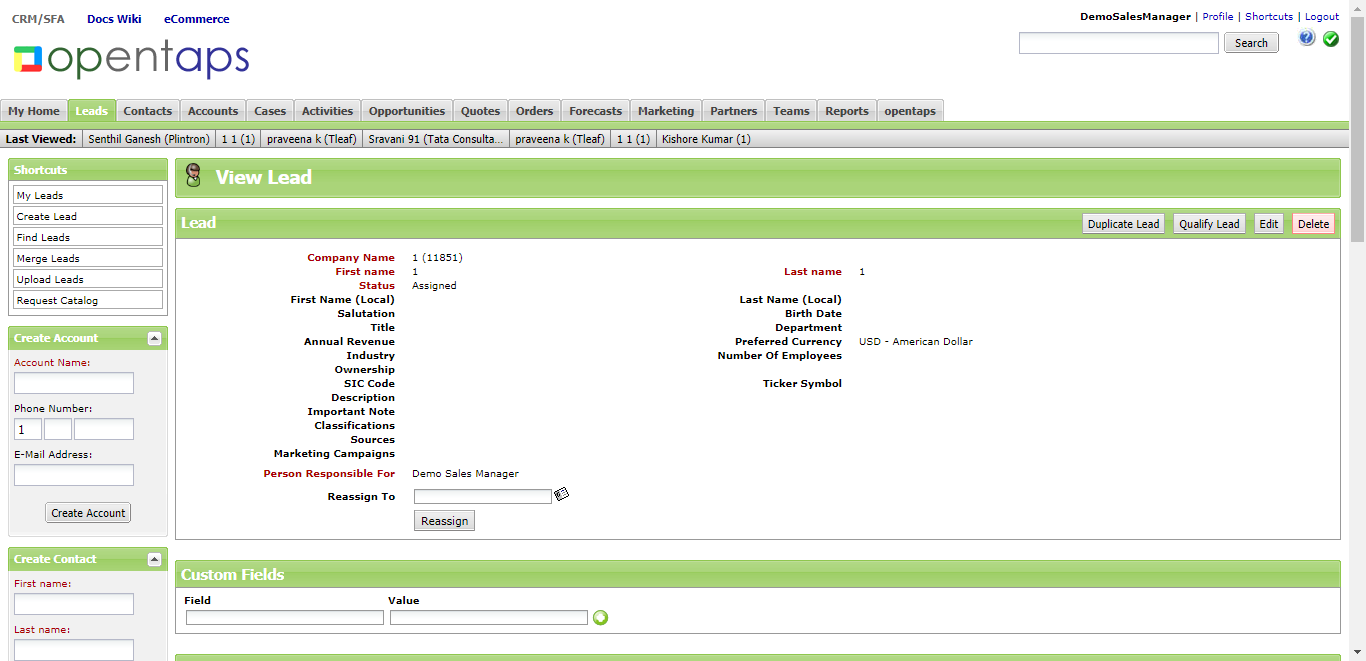 CRM/SFA Docs Wiki eCommerce
DemoSalesManager | Profile | Shortcuts | Logout
opentaps
Search
My Home Leads Contacts Accounts Cases Activities Opportunities Quotes Orders Forecasts Marketing Partners Teams Reports opentaps
Last Viewed: Senthil Ganesh (Plintron) 1 1 (1) praveena k (Tleaf) Sravani 91 (Tata Consulta... praveena k (Tleaf) 1 1 (1) Kishore Kumar (1)
Shortcuts
My Leads
Create Lead
Find Leads
Merge Leads
Upload Leads
Request Catalog
Create Account
Account Name:
Phone Number:
1
E-Mail Address:
Create Account
Create Contact
First name:
Last name:
View Lead
Lead
Duplicate Lead Qualify Lead Edit Delete
Company Name 1 (11851)
First name 1 Last name 1
Status Assigned
First Name (Local) Last Name (Local)
Salutation Birth Date
Title Department
Annual Revenue Preferred Currency USD - American Dollar
Industry Number Of Employees
Ownership
SIC Code Ticker Symbol
Description
Important Note
Classifications
Sources
Marketing Campaigns
Person Responsible For Demo Sales Manager
Reassign To
Reassign
Custom Fields
Field Value